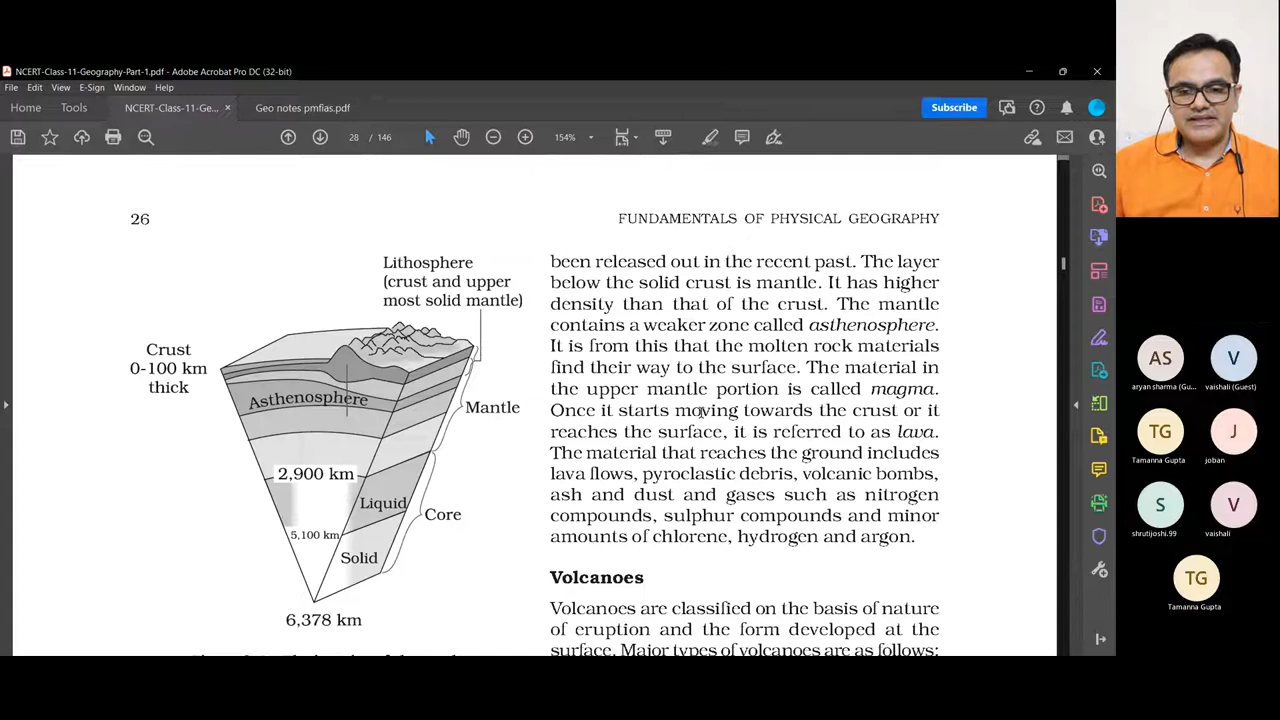 NCERT-Class-11-Geography-Part-1.pdf - Adobe Acrobat Pro DC (32-bit)
File Edit View E-Sign Window Help
Home Tools NCERT-Class-11-Ge... × Geo notes pmfias.pdf Subscribe
28 / 146 154%
26 FUNDAMENTALS OF PHYSICAL GEOGRAPHY
Lithosphere
(crust and upper
most solid mantle)
Crust
0-100 km
thick
Asthenosphere
Mantle
2,900 km
Liquid
Core
5,100 km
Solid
6,378 km
been released out in the recent past. The layer
below the solid crust is mantle. It has higher
density than that of the crust. The mantle
contains a weaker zone called asthenosphere.
It is from this that the molten rock materials
find their way to the surface. The material in
the upper mantle portion is called magma.
Once it starts moving towards the crust or it
reaches the surface, it is referred to as lava.
The material that reaches the ground includes
lava flows, pyroclastic debris, volcanic bombs,
ash and dust and gases such as nitrogen
compounds, sulphur compounds and minor
amounts of chlorene, hydrogen and argon.
Volcanoes
Volcanoes are classified on the basis of nature
of eruption and the form developed at the
surface. Major types of volcanoes are as follows:
AS V
aryan sharma (Gu... vaishali (Guest)
TG J
Tamanna Gupta joban
S V
shrutijoshi.99 vaishali
TG
Tamanna Gupta